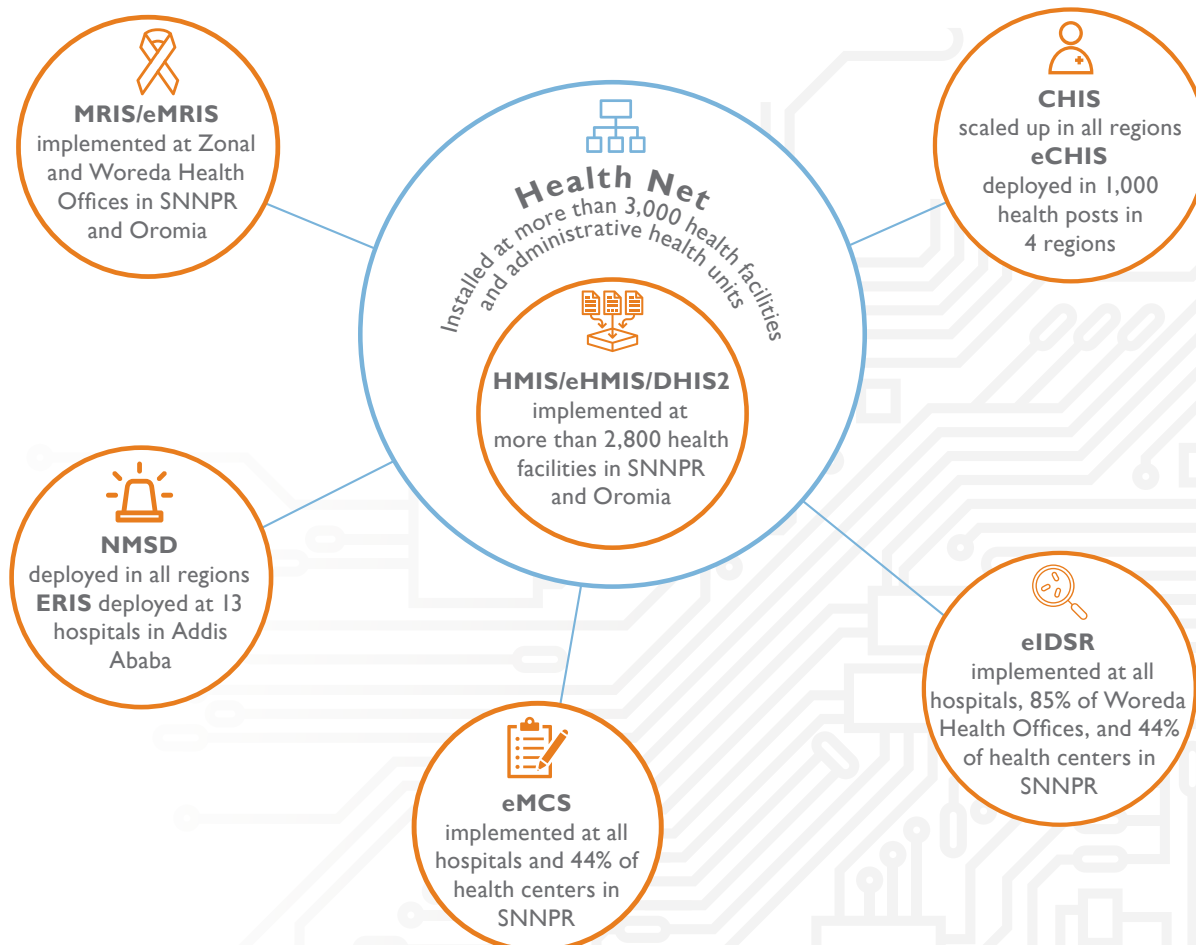 MRIS/eMRIS
implemented at Zonal
and Woreda Health
Offices in SNNPR
and Oromia
Health Net
Installed at more than 3,000 health facilities
and administrative health units
HMIS/eHMIS/DHIS2
implemented at
more than 2,800 health
facilities in SNNPR
and Oromia
CHIS
scaled up in all regions
eCHIS
deployed in 1,000
health posts in
4 regions
NMSD
deployed in all regions
ERIS deployed at 13
hospitals in Addis
Ababa
eMCS
implemented at all
hospitals and 44% of
health centers in
SNNPR
eIDSR
implemented at all
hospitals, 85% of Woreda
Health Offices, and 44%
of health centers in
SNNPR